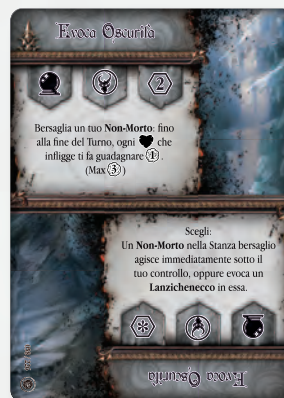 Evoca Oscurità
2
Bersaglia un tuo Non-Morto: fino
alla fine del Turno, ogni che
infligge ti fa guadagnare 1 .
(Max 3 )
Scegli:
Un Non-Morto nella Stanza bersaglio
agisce immediatamente sotto il
tuo controllo, oppure evoca un
Lanzichenecco in essa.
Evoca Oscurità